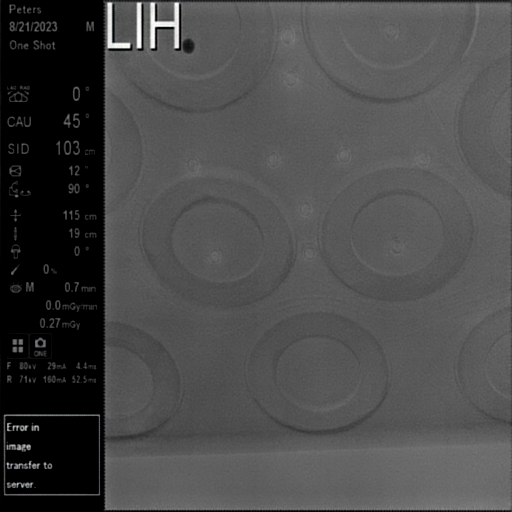 Peters
8/21/2023 M
One Shot
LAO RAO
0 °
CAU 45 °
SID 103 cm
12 °
90 °
115 cm
19 cm
0 °
0 %
M 0.7 min
0.0 mGy/min
0.27 mGy
ONE
F 80kV 29mA 4.4ms
R 71kV 160mA 52.5ms
Error in
image
transfer to
server.
LIH